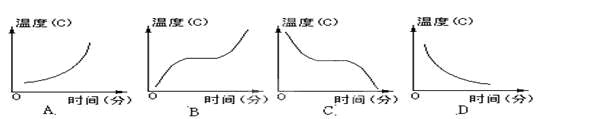 温度(C) 温度(C) 温度(C) 温度(C)
O 时间(分) O 时间(分) O 时间(分) O 时间(分)
A. B C. .D